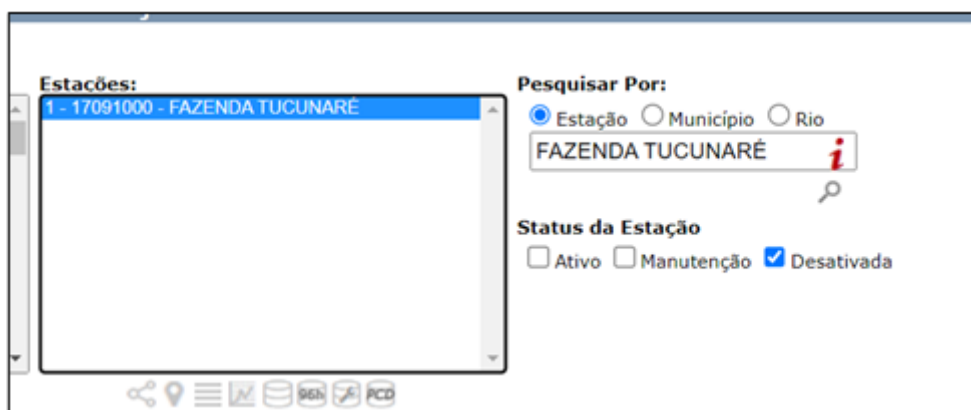 Estações:
1 - 17091000 - FAZENDA TUCUNARÉ
Pesquisar Por:
Estação Município Rio
FAZENDA TUCUNARÉ i
Status da Estação
Ativo Manutenção Desativada
96h PCD